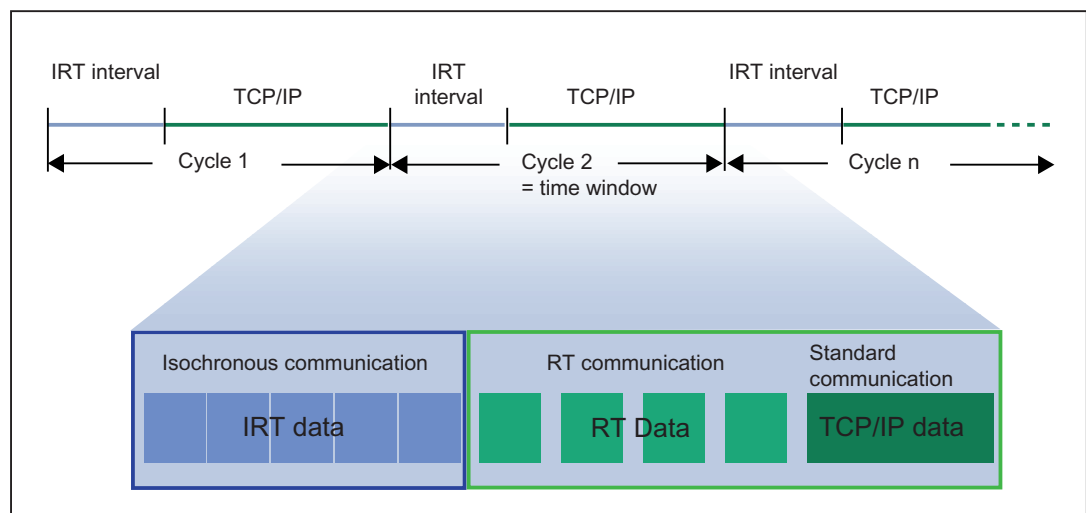 IRT interval
TCP/IP
IRT
interval
TCP/IP
IRT interval
TCP/IP
Cycle 1
Cycle 2
= time window
Cycle n
Isochronous communication
RT communication
Standard
communication
IRT data
RT Data
TCP/IP data